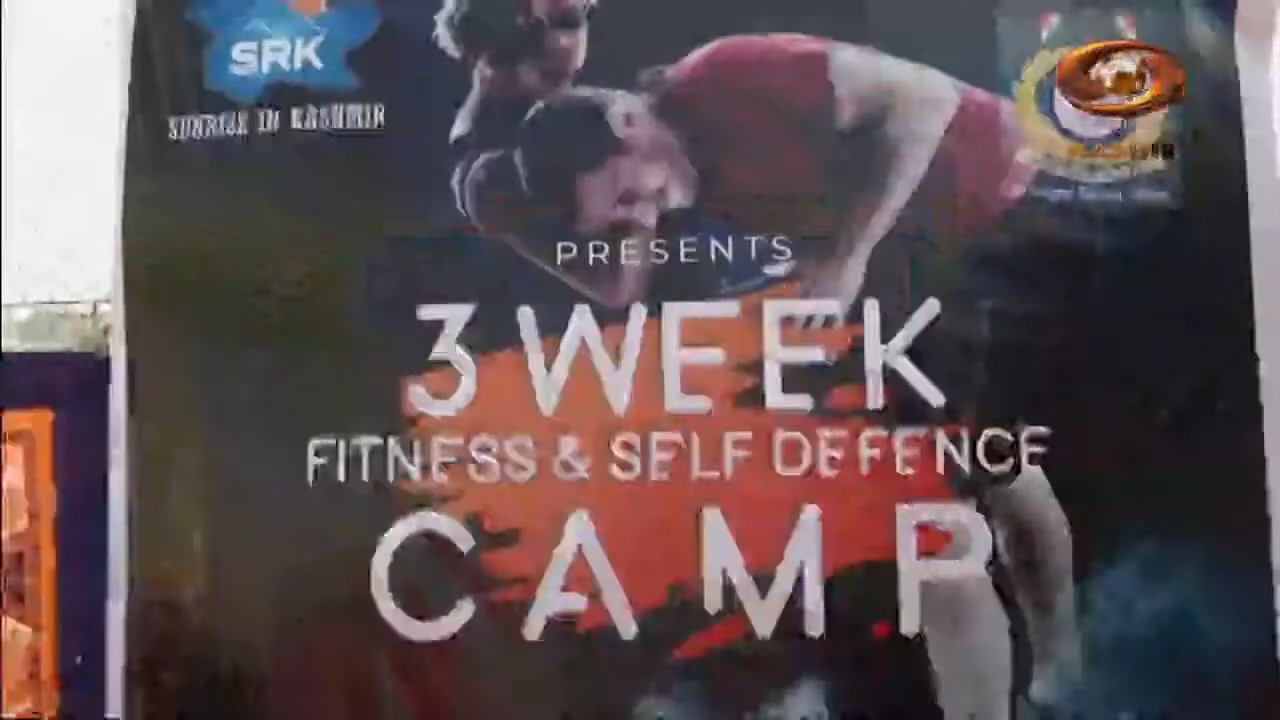 SRK
SUNRISE IN KASHMIR
PRESENTS
3 WEEK
FITNESS & SELF DEFENCE
CAMP